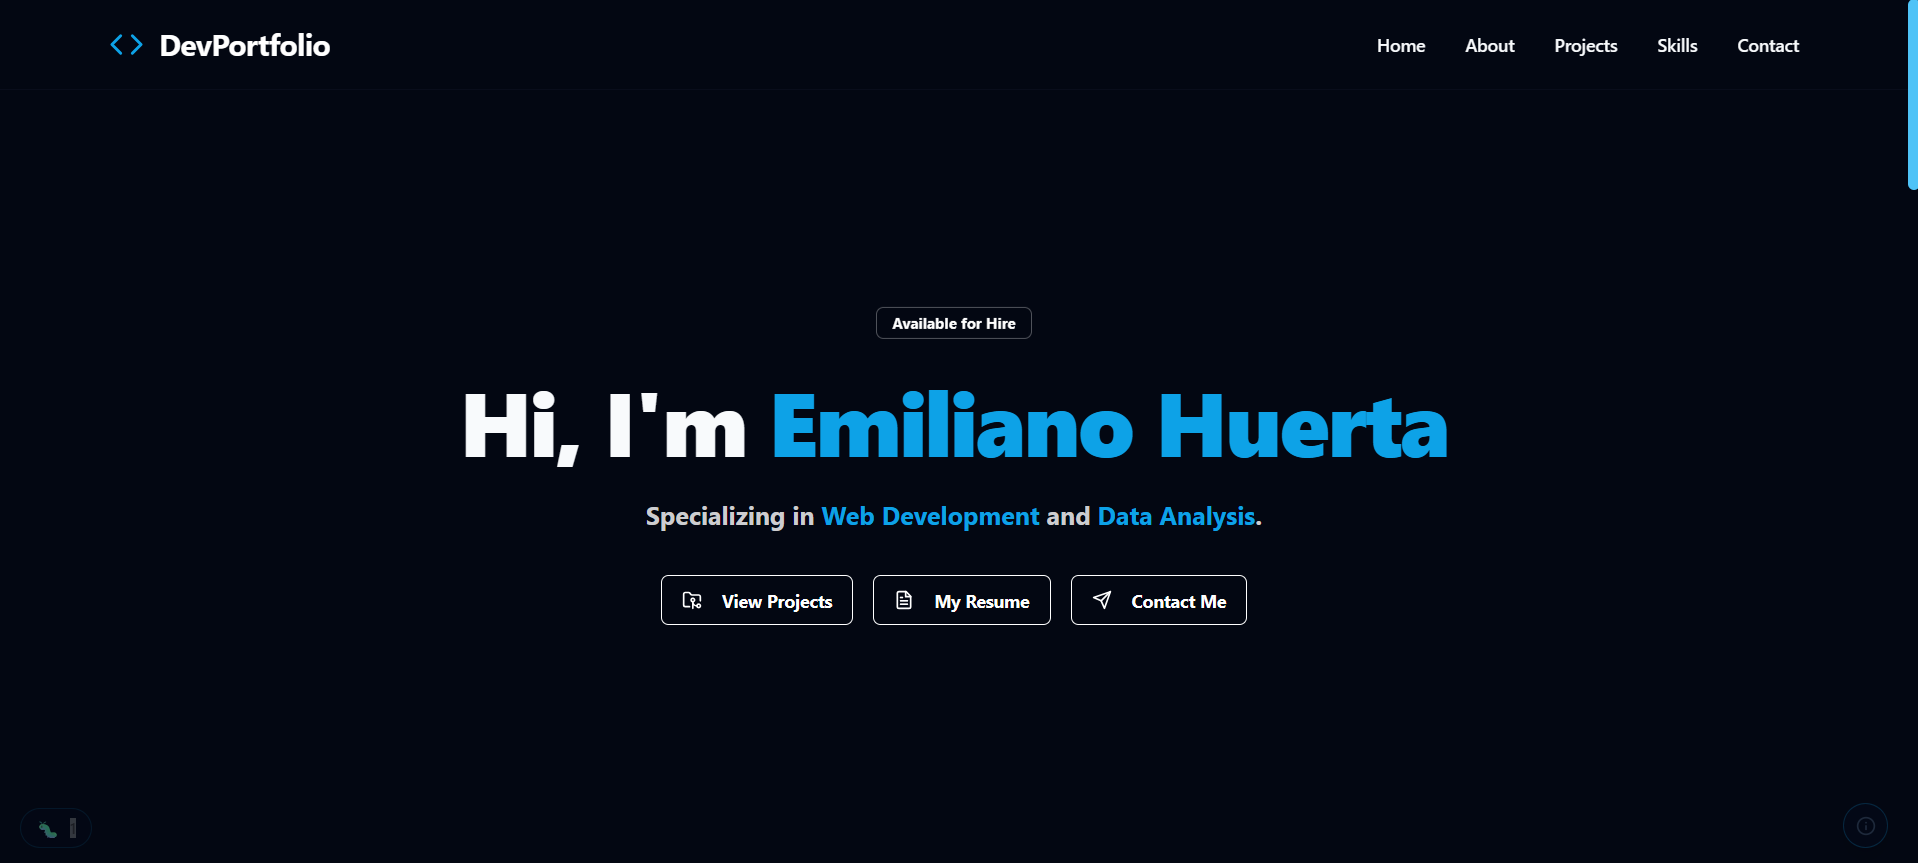 DevPortfolio
Home About Projects Skills Contact
Available for Hire
Hi, I'm Emiliano Huerta
Specializing in Web Development and Data Analysis.
View Projects My Resume Contact Me